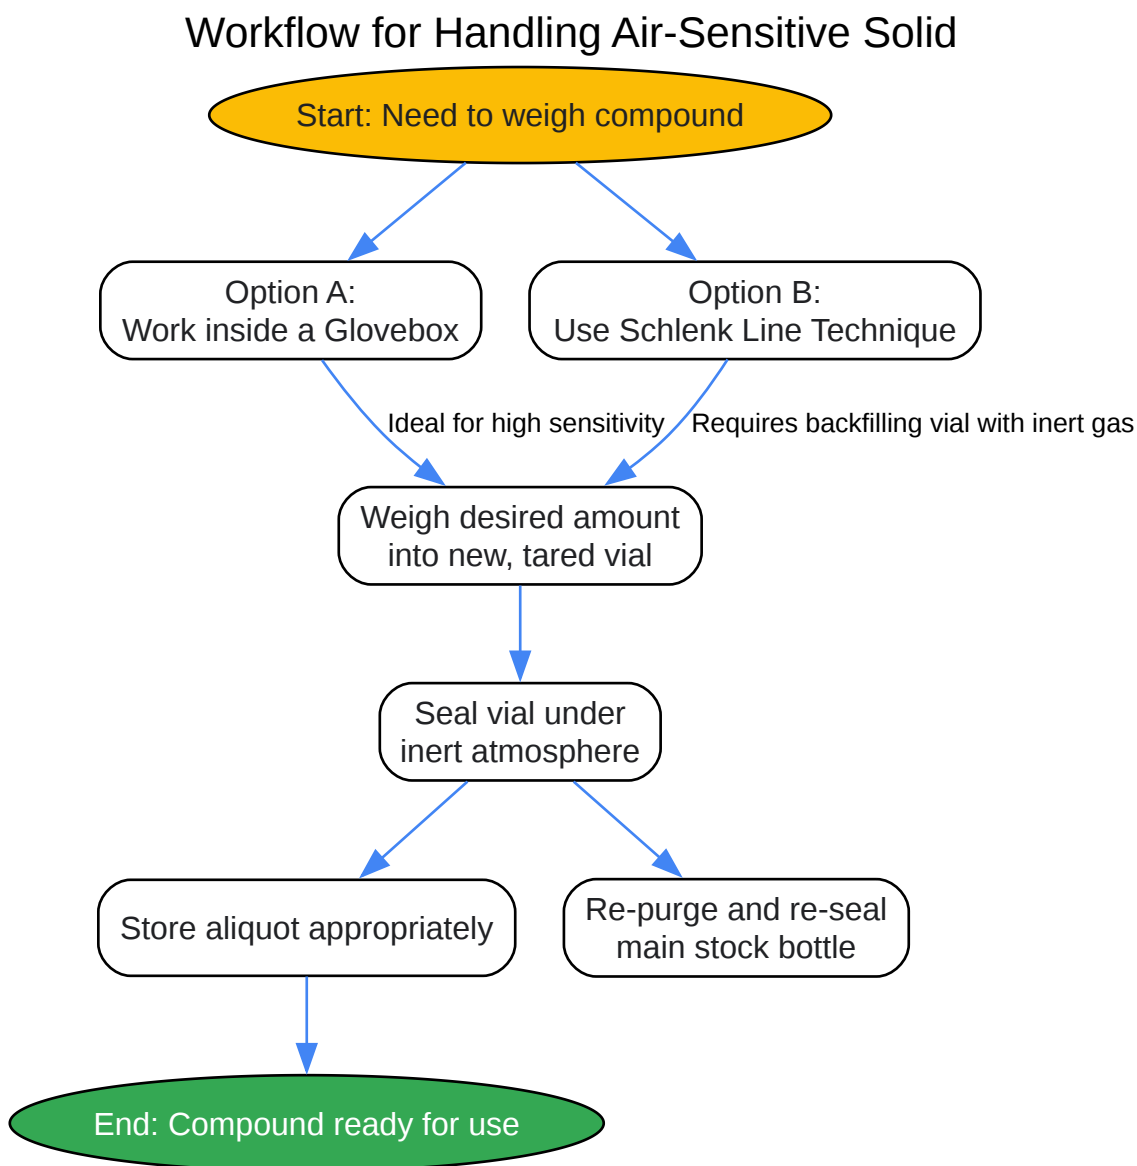 Workflow for Handling Air-Sensitive Solid
Start: Need to weigh compound
Option A:
Work inside a Glovebox
Option B:
Use Schlenk Line Technique
Ideal for high sensitivity
Requires backfilling vial with inert gas
Weigh desired amount
into new, tared vial
Seal vial under
inert atmosphere
Store aliquot appropriately
Re-purge and re-seal
main stock bottle
End: Compound ready for use